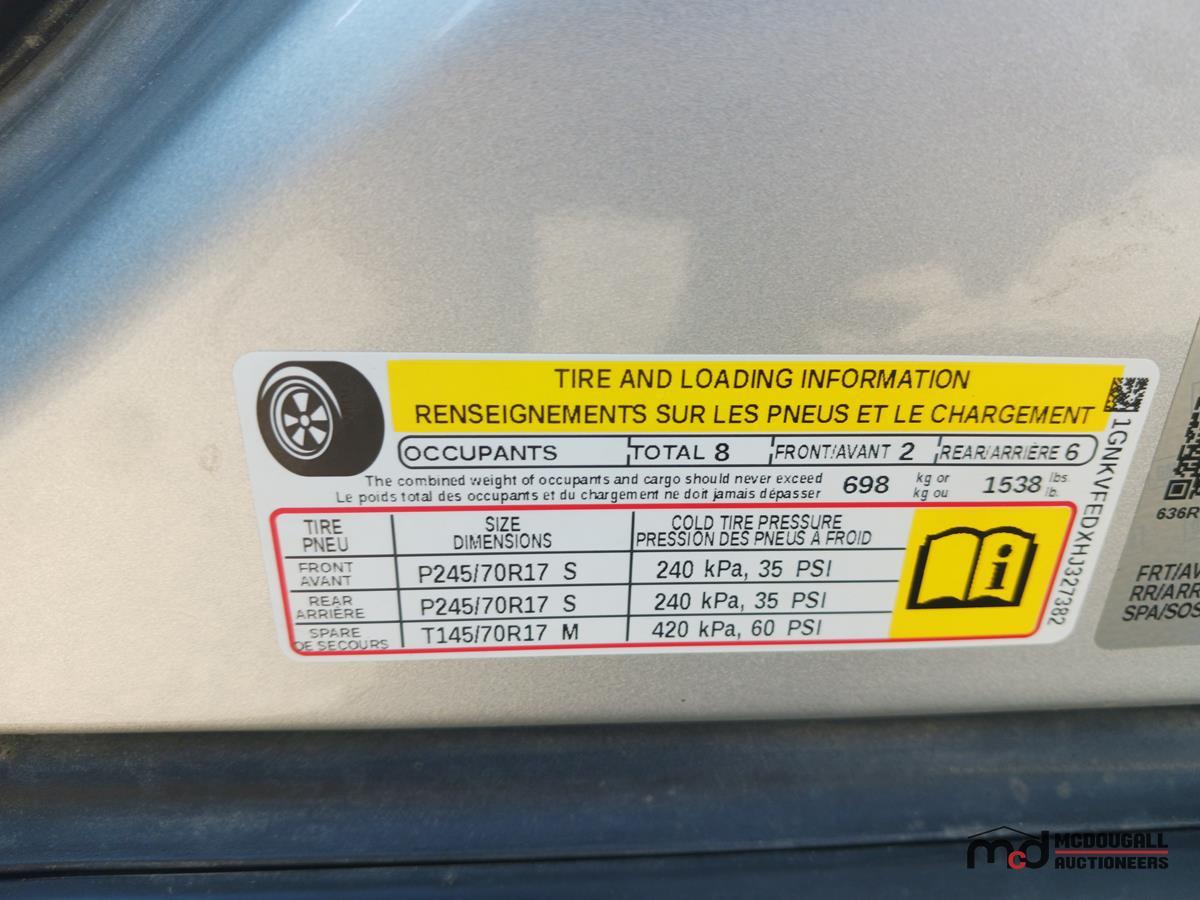 TIRE AND LOADING INFORMATION
RENSEIGNEMENTS SUR LES PNEUS ET LE CHARGEMENT
OCCUPANTS TOTAL 8 FRONT/AVANT 2 REAR/ARRIÈRE 6
The combined weight of occupants and cargo should never exceed 698 kg or 1538 lbs.
Le poids total des occupants et du chargement ne doit jamais dépasser kg ou lb.
TIRE SIZE COLD TIRE PRESSURE
PNEU DIMENSIONS PRESSION DES PNEUS À FROID
FRONT
AVANT P245/70R17 S 240 kPa, 35 PSI
REAR
ARRIÈRE P245/70R17 S 240 kPa, 35 PSI
SPARE
DE SECOURS T145/70R17 M 420 kPa, 60 PSI
1GNKVFEDXHJ327382
636R
FRT/AV
RR/ARR
SPA/SOS
mcd MCDOUGALL
AUCTIONEERS